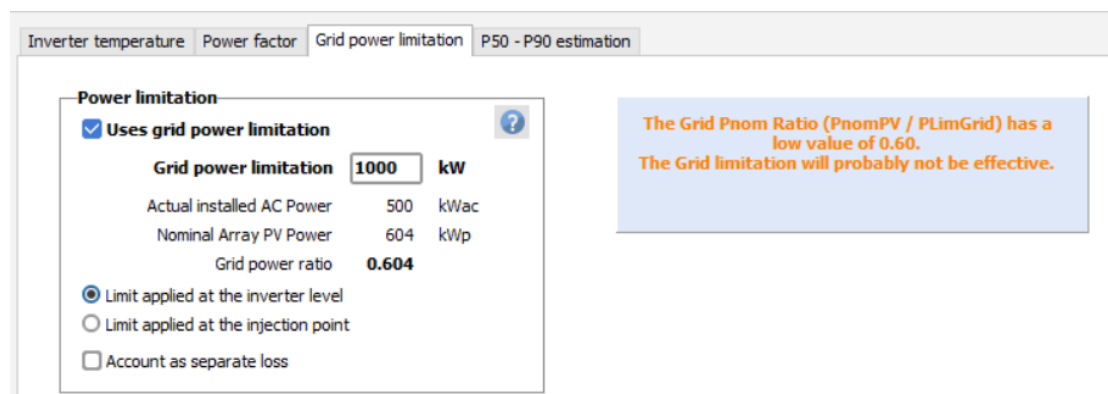 Inverter temperature Power factor Grid power limitation P50 - P90 estimation
Power limitation
Uses grid power limitation ?
Grid power limitation 1000 kW
Actual installed AC Power 500 kWac
Nominal Array PV Power 604 kWp
Grid power ratio 0.604
Limit applied at the inverter level
Limit applied at the injection point
Account as separate loss
The Grid Pnom Ratio (PnomPV / PLimGrid) has a
low value of 0.60.
The Grid limitation will probably not be effective.